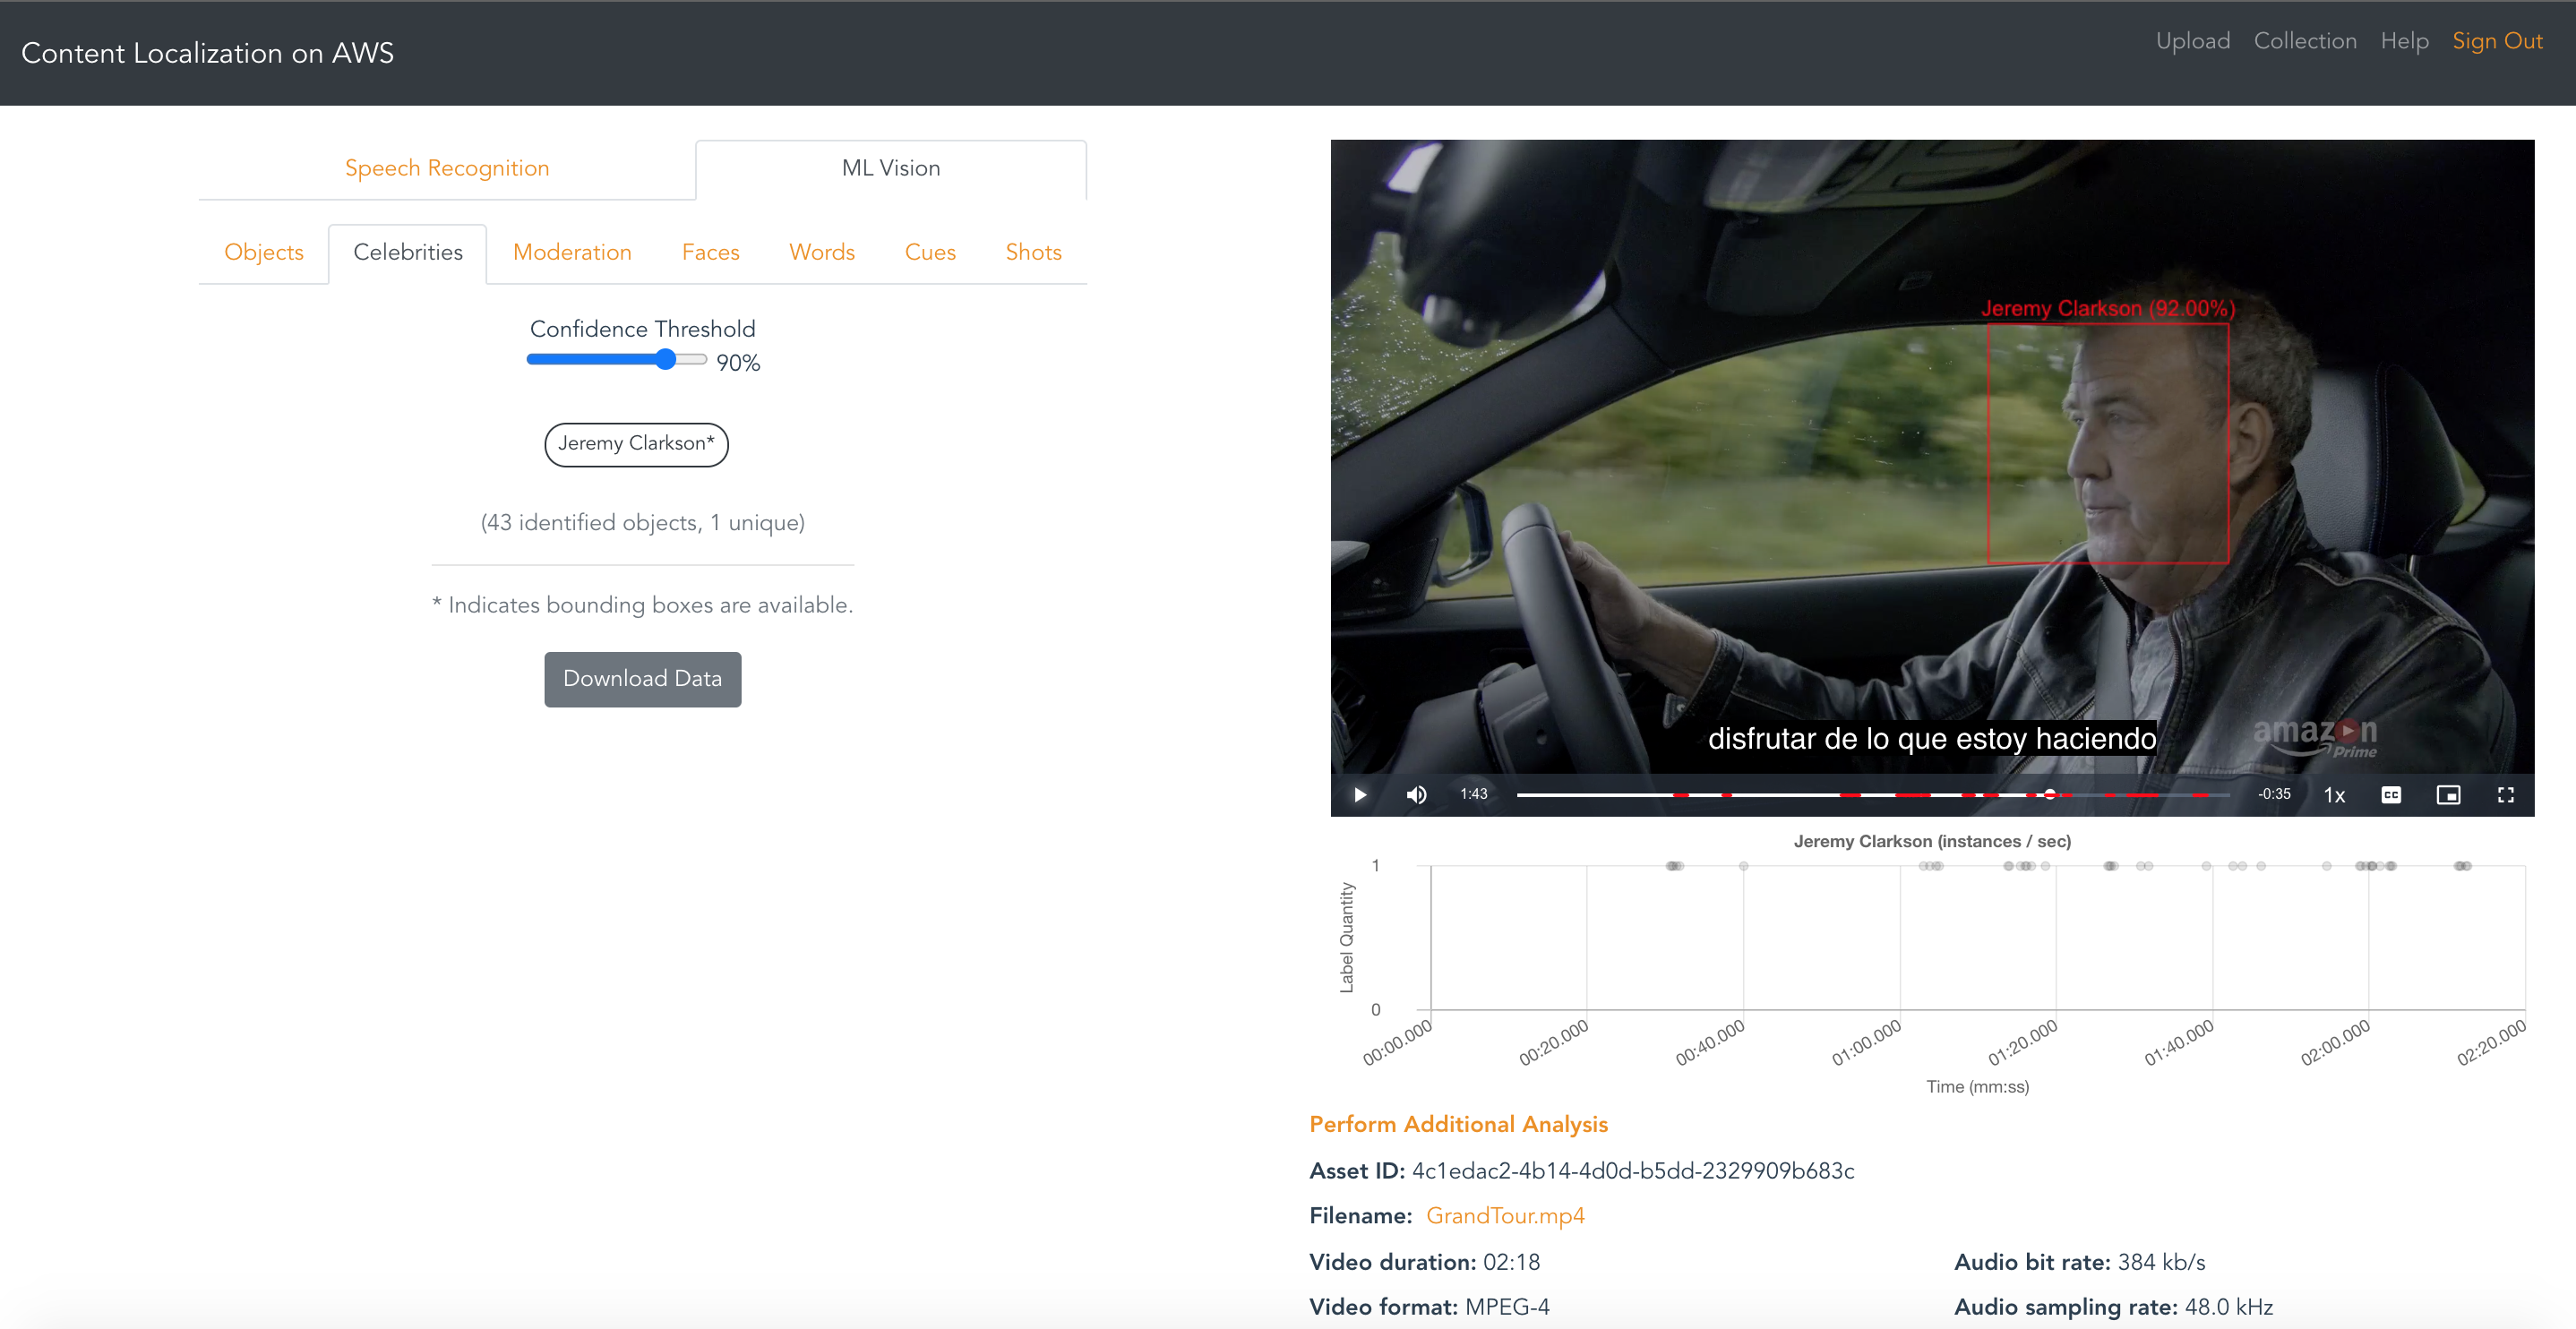 Content Localization on AWS
Upload Collection Help Sign Out
Speech Recognition ML Vision
Objects Celebrities Moderation Faces Words Cues Shots
Confidence Threshold
90%
Jeremy Clarkson*
(43 identified objects, 1 unique)
* Indicates bounding boxes are available.
Download Data
Jeremy Clarkson (92.00%)
disfrutar de lo que estoy haciendo
amazon
Prime
1:43 -0:35 1x CC
Jeremy Clarkson (instances / sec)
1
Label Quantity
0
00:00.000 00:20.000 00:40.000 01:00.000 01:20.000 01:40.000 02:00.000 02:20.000
Time (mm:ss)
Perform Additional Analysis
Asset ID: 4c1edac2-4b14-4d0d-b5dd-2329909b683c
Filename: GrandTour.mp4
Video duration: 02:18 Audio bit rate: 384 kb/s
Video format: MPEG-4 Audio sampling rate: 48.0 kHz